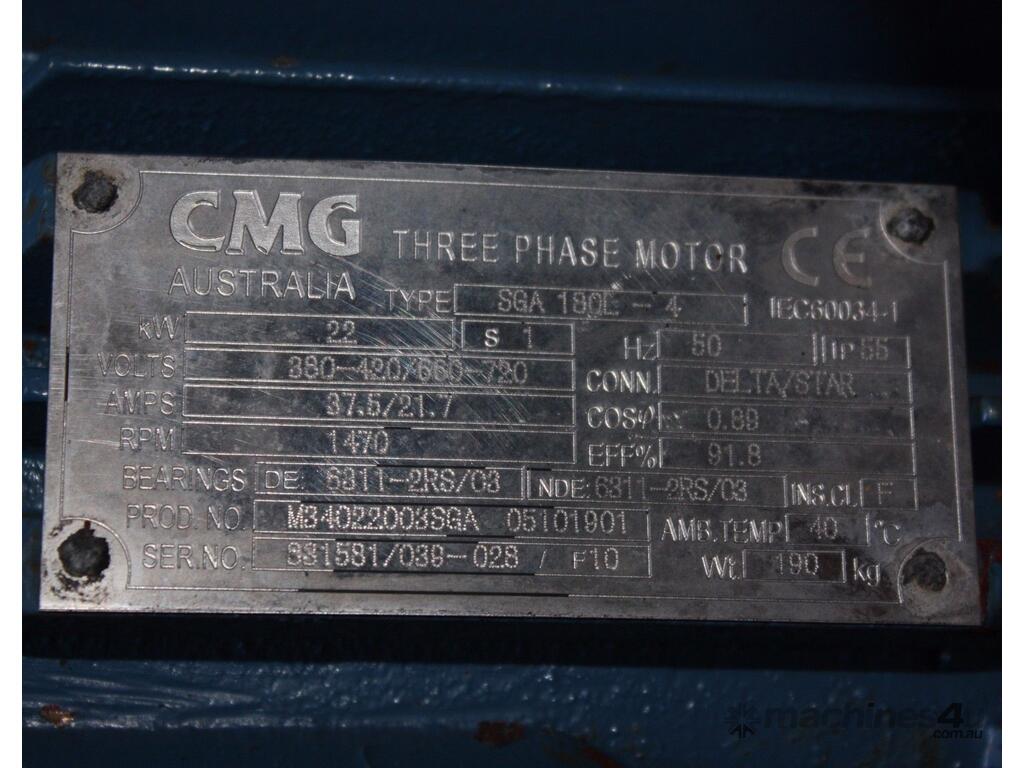 CMG
AUSTRALIA
THREE PHASE MOTOR CE
TYPE SGA 180L - 4 IEC60034-1
kW 22 S 1 Hz 50 IP 55
VOLTS 380-420/660-720 CONN. DELTA/STAR
AMPS 37.5/21.7 COSφ 0.89
RPM 1470 EFF% 91.8
BEARINGS DE: 6311-2RS/C3 NDE: 6311-2RS/C3 INS.CL F
PROD. NO. M34022D03SGA 05101901 AMB.TEMP 40 °C
SER.NO. 881581/039-028 / F10 Wt. 190 kg
machines4u
.com.au